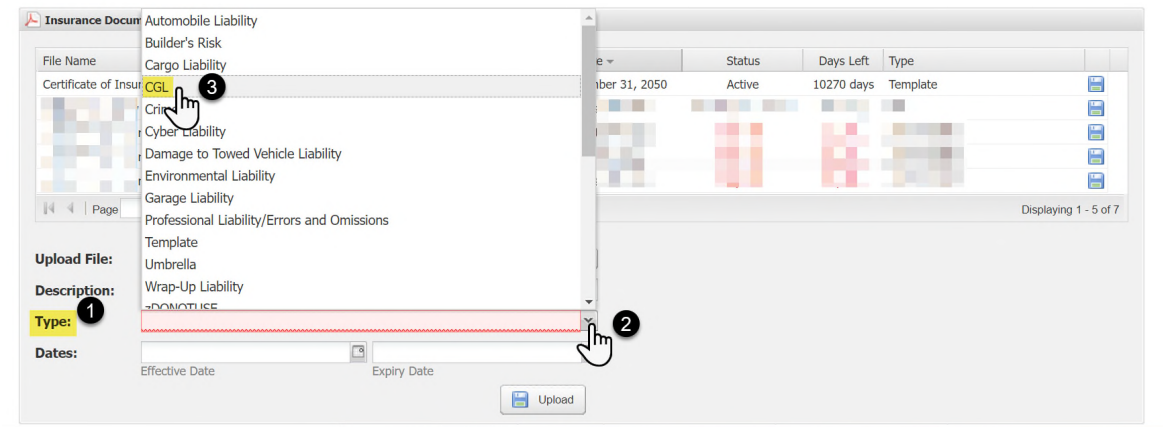 Insurance Docum
Automobile Liability
Builder's Risk
Cargo Liability
CGL 3
Crime
Cyber Liability
Damage to Towed Vehicle Liability
Environmental Liability
Garage Liability
Professional Liability/Errors and Omissions
Template
Umbrella
Wrap-Up Liability
zDONOTUSE
File Name e Status Days Left Type
Certificate of Insur nber 31, 2050 Active 10270 days Template
Page Displaying 1 - 5 of 7
Upload File:
Description:
1
Type: 2
Dates:
Effective Date Expiry Date
Upload